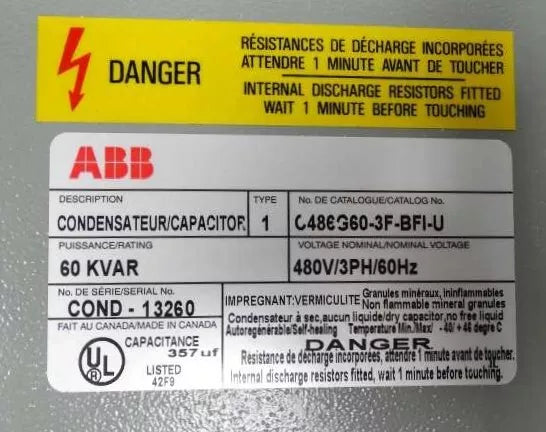 DANGER
RÉSISTANCES DE DÉCHARGE INCORPORÉES
ATTENDRE 1 MINUTE AVANT DE TOUCHER
INTERNAL DISCHARGE RESISTORS FITTED
WAIT 1 MINUTE BEFORE TOUCHING
ABB
DESCRIPTION TYPE No. DE CATALOGUE/CATALOG No.
CONDENSATEUR/CAPACITOR 1 C486G60-3F-BFI-U
PUISSANCE/RATING VOLTAGE NOMINAL/NOMINAL VOLTAGE
60 KVAR 480V/3PH/60Hz
No. DE SÉRIE/SERIAL No.
COND - 13260
FAIT AU CANADA/MADE IN CANADA
UL
CAPACITANCE
357uf
LISTED
42F9
IMPREGNANT:VERMICULITE Granules minéraux, ininflammables
Non flammable mineral granules
Condensateur à sec,aucun liquide/dry capacitor,no free liquid
Autoregénérable/Self-healing Temperature Min./Max/ -40/ +46 degre C
DANGER
Resistance de décharge incorporées, attendre 1 minute avant de toucher.
Internal discharge resistors fitted, wait 1 minute before touching.